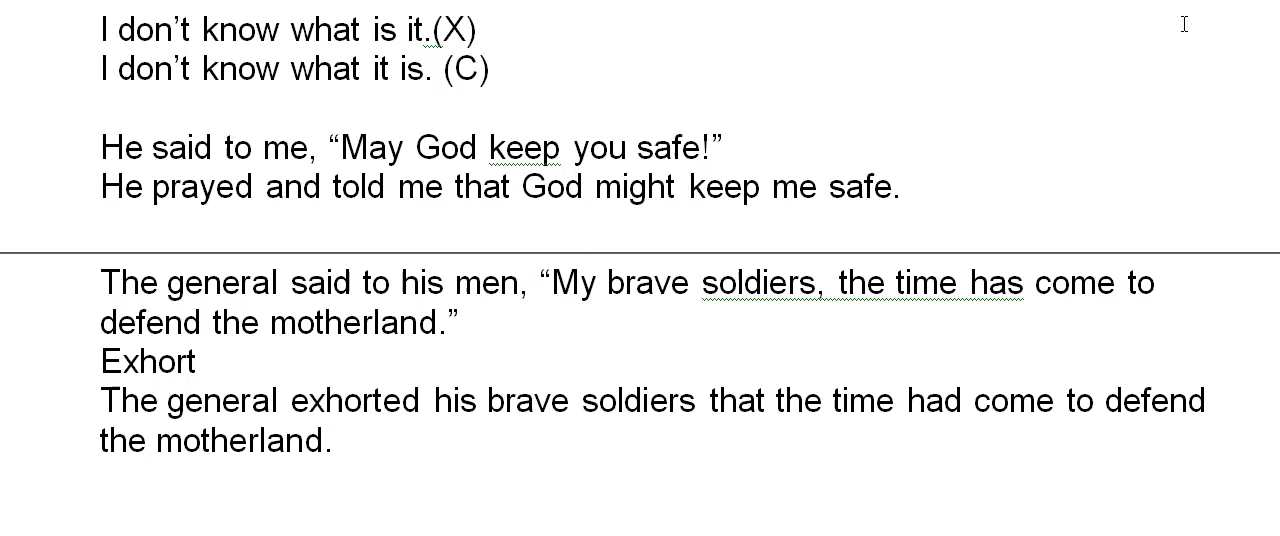 I don’t know what is it.(X)
I don’t know what it is. (C)
He said to me, “May God keep you safe!”
He prayed and told me that God might keep me safe.
The general said to his men, “My brave soldiers, the time has come to
defend the motherland.”
Exhort
The general exhorted his brave soldiers that the time had come to defend
the motherland.